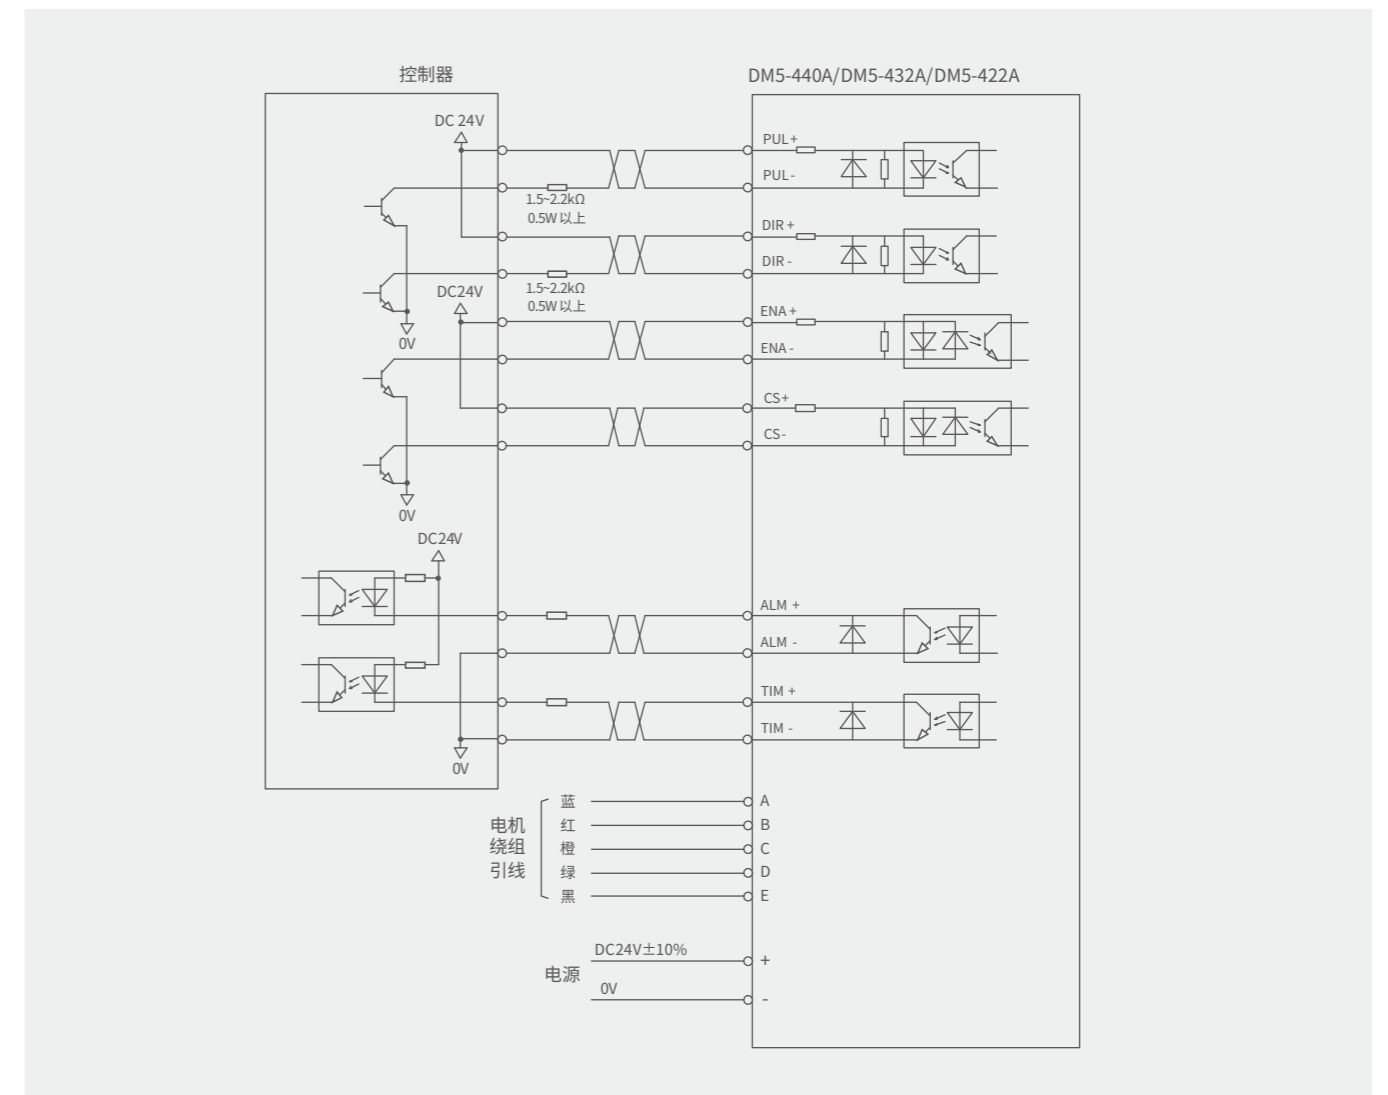 控制器
DM5-440A/DM5-432A/DM5-422A
DC 24V
PUL+
PUL-
1.5~2.2kΩ
0.5W 以上
DIR +
DIR -
DC24V
1.5~2.2kΩ
0.5W 以上
ENA +
0V
ENA -
CS+
CS-
0V
DC24V
ALM +
ALM -
TIM +
TIM -
0V
电机
绕组
引线
蓝
A
红
B
橙
C
绿
D
黑
E
DC24V±10%
+
电源
0V
-